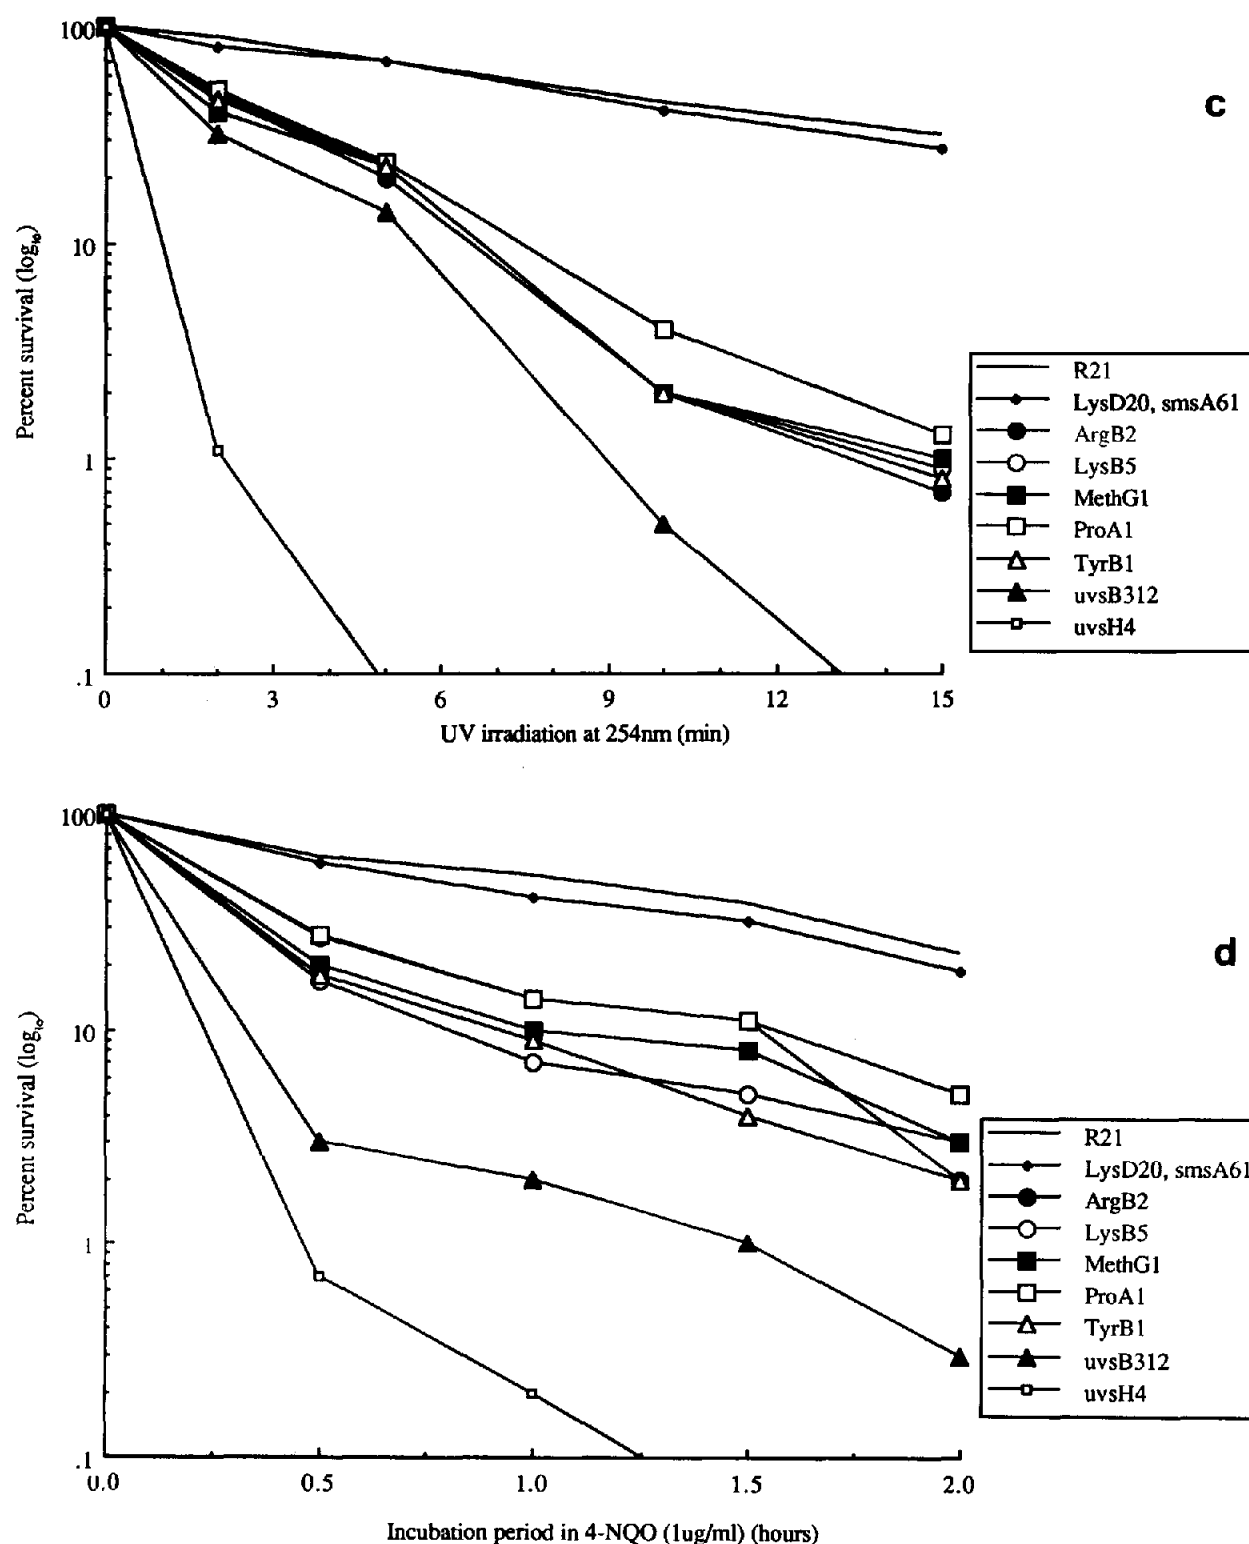 100
10
1
.1
Percent survival (log₁₀)
0 3 6 9 12 15
UV irradiation at 254nm (min)
c
R21
LysD20, smsA61
ArgB2
LysB5
MethG1
ProA1
TyrB1
uvsB312
uvsH4
100
10
1
.1
Percent survival (log₁₀)
0.0 0.5 1.0 1.5 2.0
Incubation period in 4-NQO (1ug/ml) (hours)
d
R21
LysD20, smsA61
ArgB2
LysB5
MethG1
ProA1
TyrB1
uvsB312
uvsH4